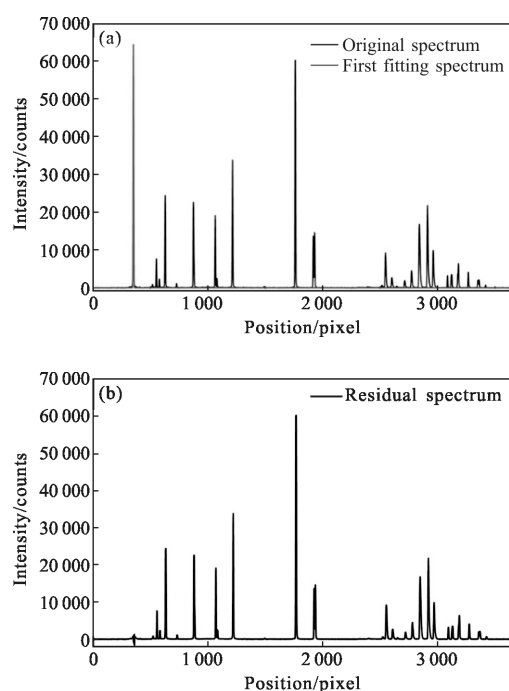 70 000
(a)
Original spectrum
First fitting spectrum
60 000
50 000
40 000
30 000
20 000
10 000
0
Intensity/counts
0 1 000 2 000 3 000
Position/pixel
70 000
(b)
Residual spectrum
60 000
50 000
40 000
30 000
20 000
10 000
0
Intensity/counts
0 1 000 2 000 3 000
Position/pixel